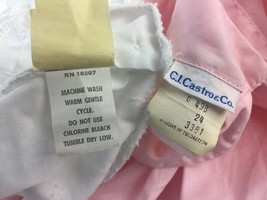 RN 18297
MACHINE WASH
WARM GENTLE
CYCLE.
DO NOT USE
CHLORINE BLEACH
TUMBLE DRY LOW.
C.I.Castro&Co.
C 498
24
3381